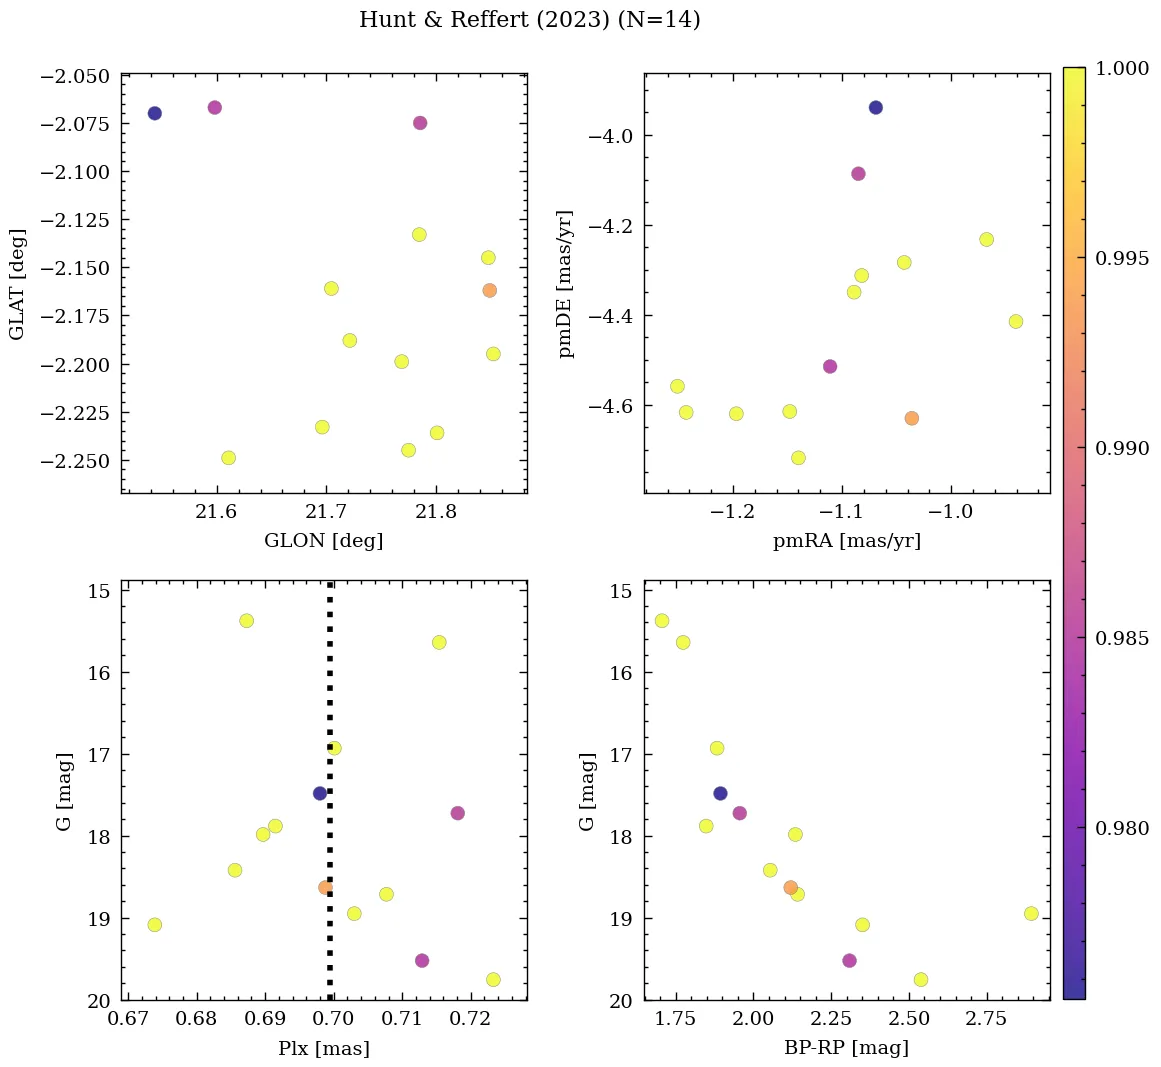 Hunt & Reffert (2023) (N=14)
−2.050
−2.075
−2.100
−2.125
−2.150
−2.175
−2.200
−2.225
−2.250
GLAT [deg]
21.6 21.7 21.8
GLON [deg]
−4.0
−4.2
−4.4
−4.6
pmDE [mas/yr]
−1.2 −1.1 −1.0
pmRA [mas/yr]
1.000
0.995
0.990
0.985
0.980
15
16
17
18
19
20
G [mag]
0.67 0.68 0.69 0.70 0.71 0.72
Plx [mas]
15
16
17
18
19
20
G [mag]
1.75 2.00 2.25 2.50 2.75
BP-RP [mag]